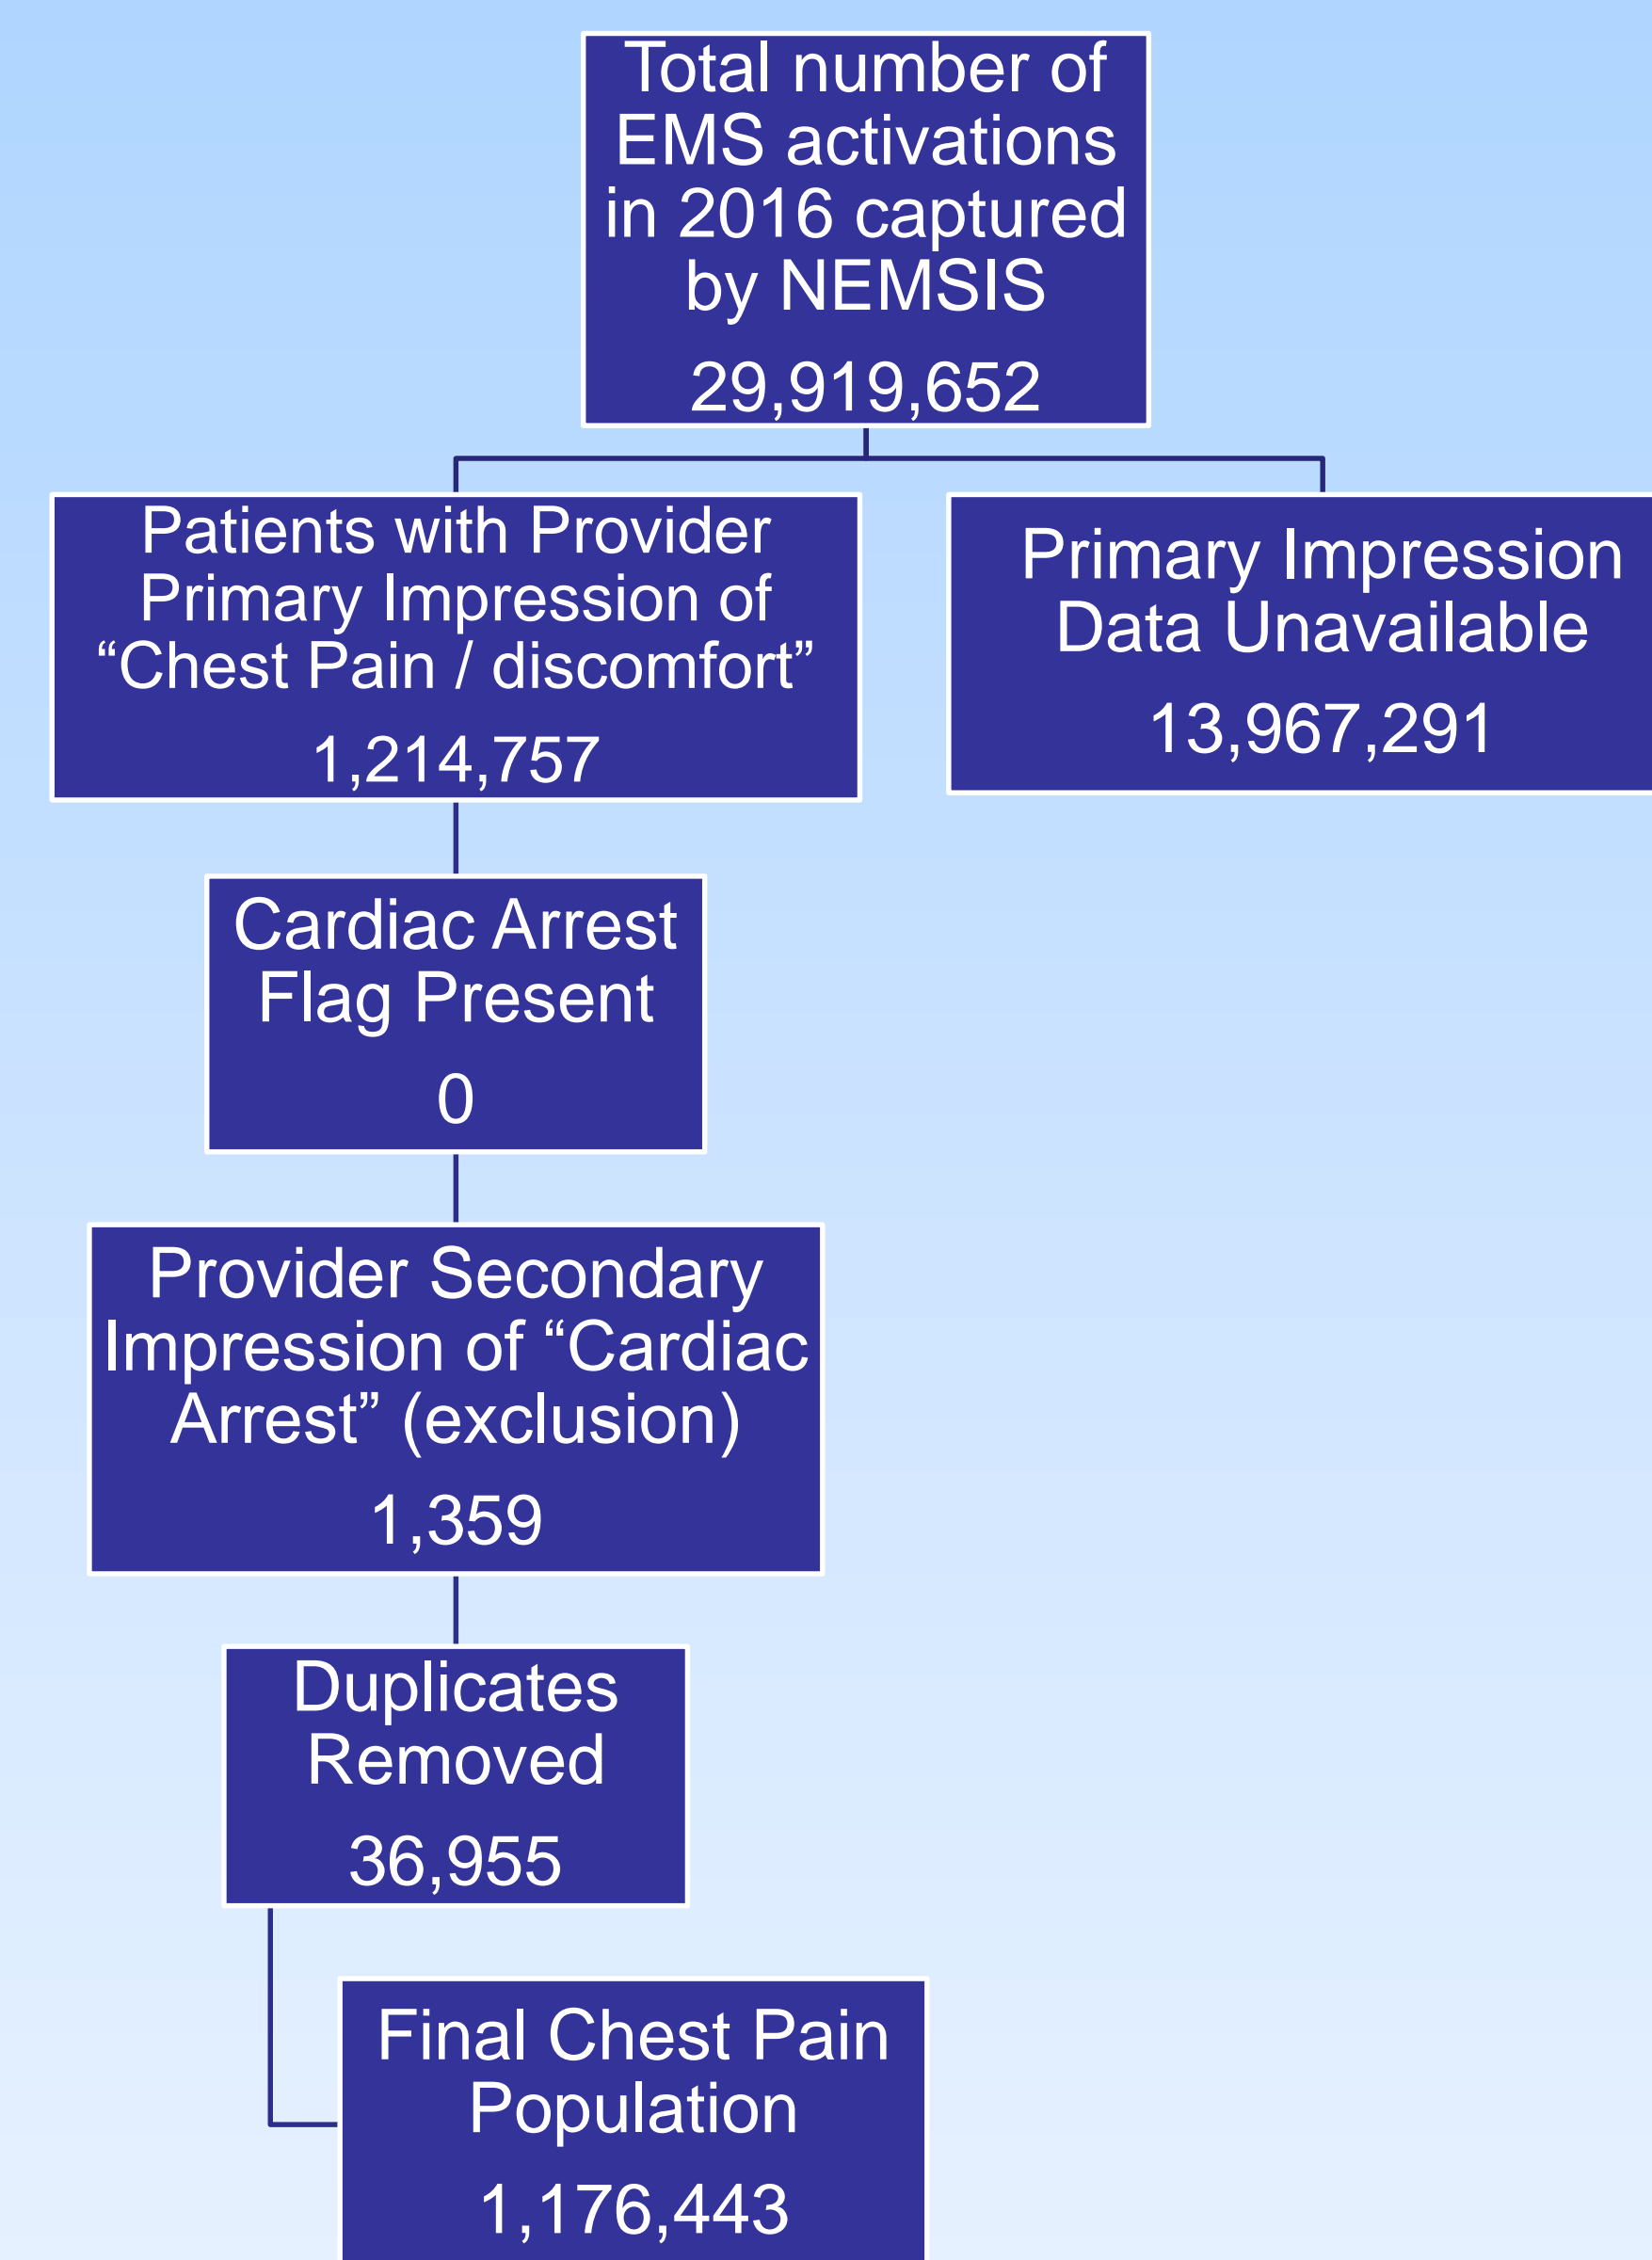 Total number of
EMS activations
in 2016 captured
by NEMSIS
29,919,652
Patients with Provider
Primary Impression of
“Chest Pain / discomfort”
1,214,757
Primary Impression
Data Unavailable
13,967,291
Cardiac Arrest
Flag Present
0
Provider Secondary
Impression of “Cardiac
Arrest” (exclusion)
1,359
Duplicates
Removed
36,955
Final Chest Pain
Population
1,176,443